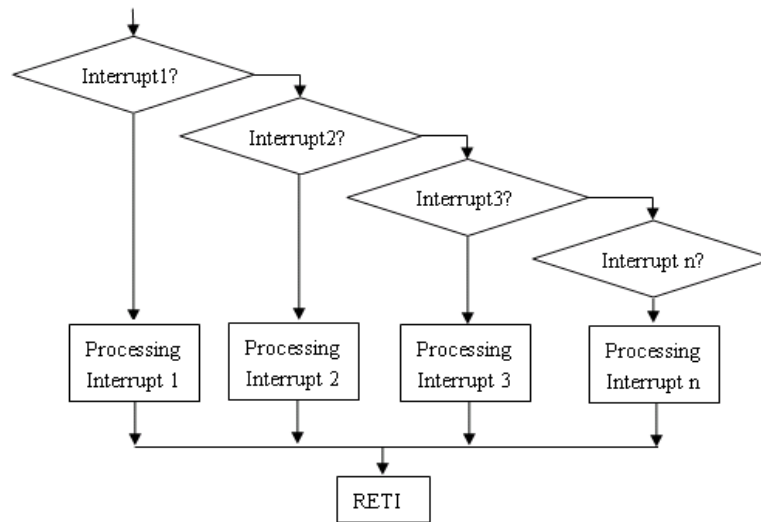 Interrupt1?
Interrupt2?
Interrupt3?
Interrupt n?
Processing
Interrupt 1
Processing
Interrupt 2
Processing
Interrupt 3
Processing
Interrupt n
RETI